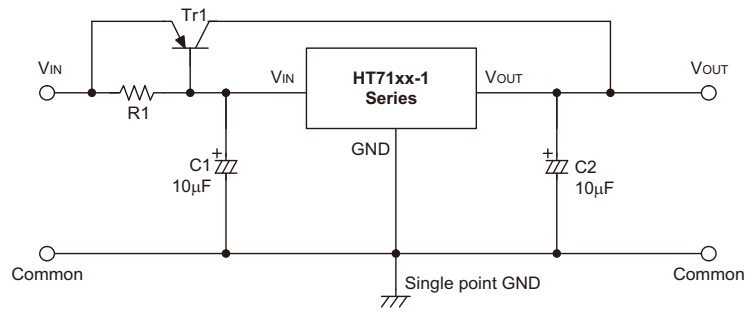 Tr1
VIN
VIN
HT71xx-1
Series
VOUT
VOUT
R1
GND
C1
10μF
C2
10μF
Common
Single point GND
Common